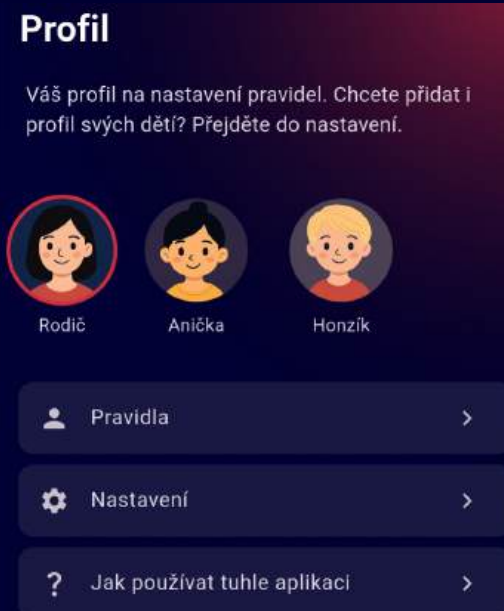 Profil
Váš profil na nastavení pravidel. Chcete přidat i
profil svých dětí? Přejděte do nastavení.
Rodič
Anička
Honzík
Pravidla
Nastavení
Jak používat tuhle aplikaci